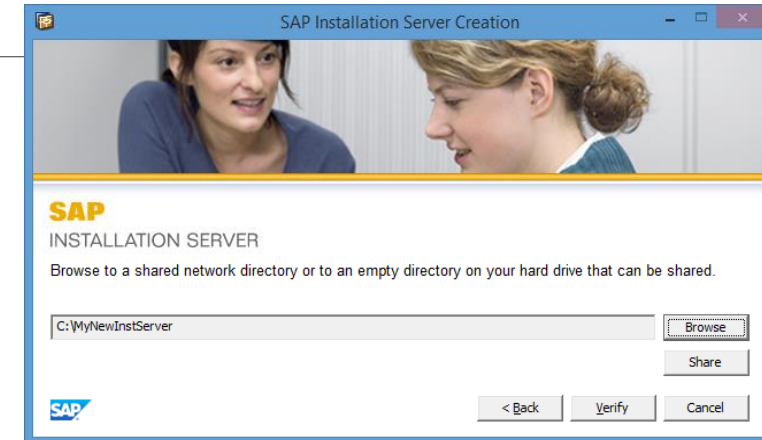 SAP Installation Server Creation
SAP
INSTALLATION SERVER
Browse to a shared network directory or to an empty directory on your hard drive that can be shared.
C:\MyNewInstServer
Browse
Share
SAP
< Back
Verify
Cancel